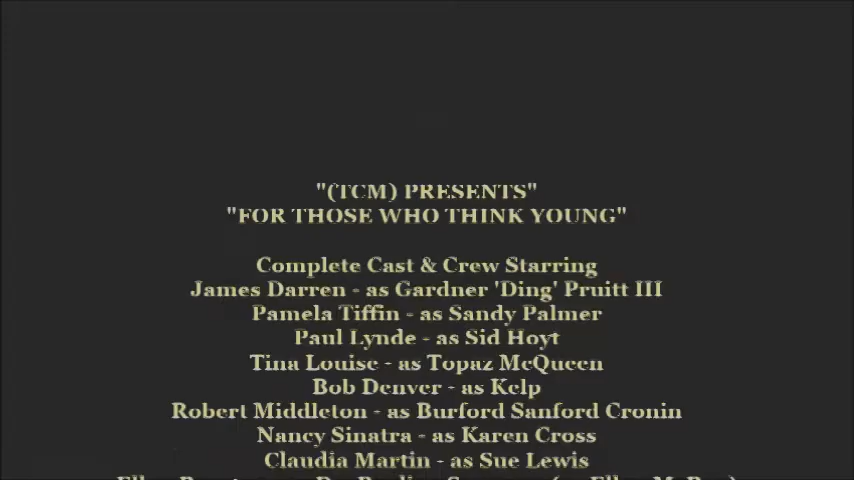 "(TCM) PRESENTS"
"FOR THOSE WHO THINK YOUNG"
Complete Cast & Crew Starring
James Darren - as Gardner 'Ding' Pruitt III
Pamela Tiffin - as Sandy Palmer
Paul Lynde - as Sid Hoyt
Tina Louise - as Topaz McQueen
Bob Denver - as Kelp
Robert Middleton - as Burford Sanford Cronin
Nancy Sinatra - as Karen Cross
Claudia Martin - as Sue Lewis